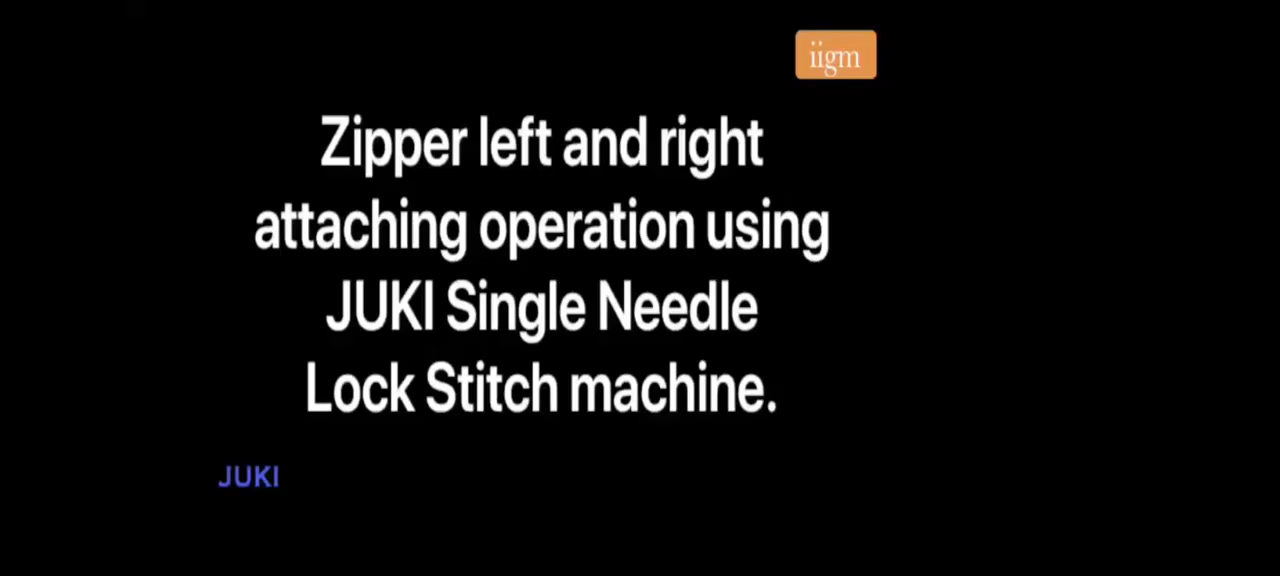 iigm
Zipper left and right
attaching operation using
JUKI Single Needle
Lock Stitch machine.
JUKI